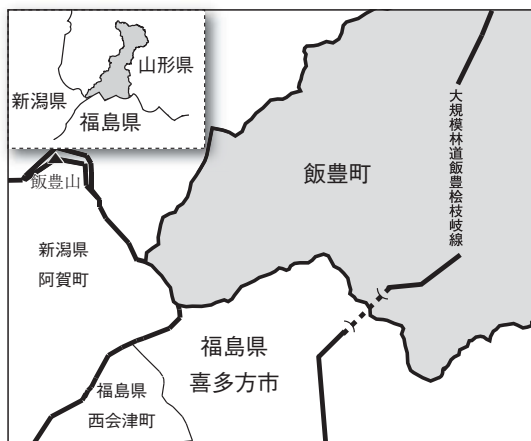 山形県
新潟県
福島県
飯豊山
大規模林道飯豊桧枝岐線
飯豊町
新潟県
阿賀町
福島県
喜多方市
福島県
西会津町